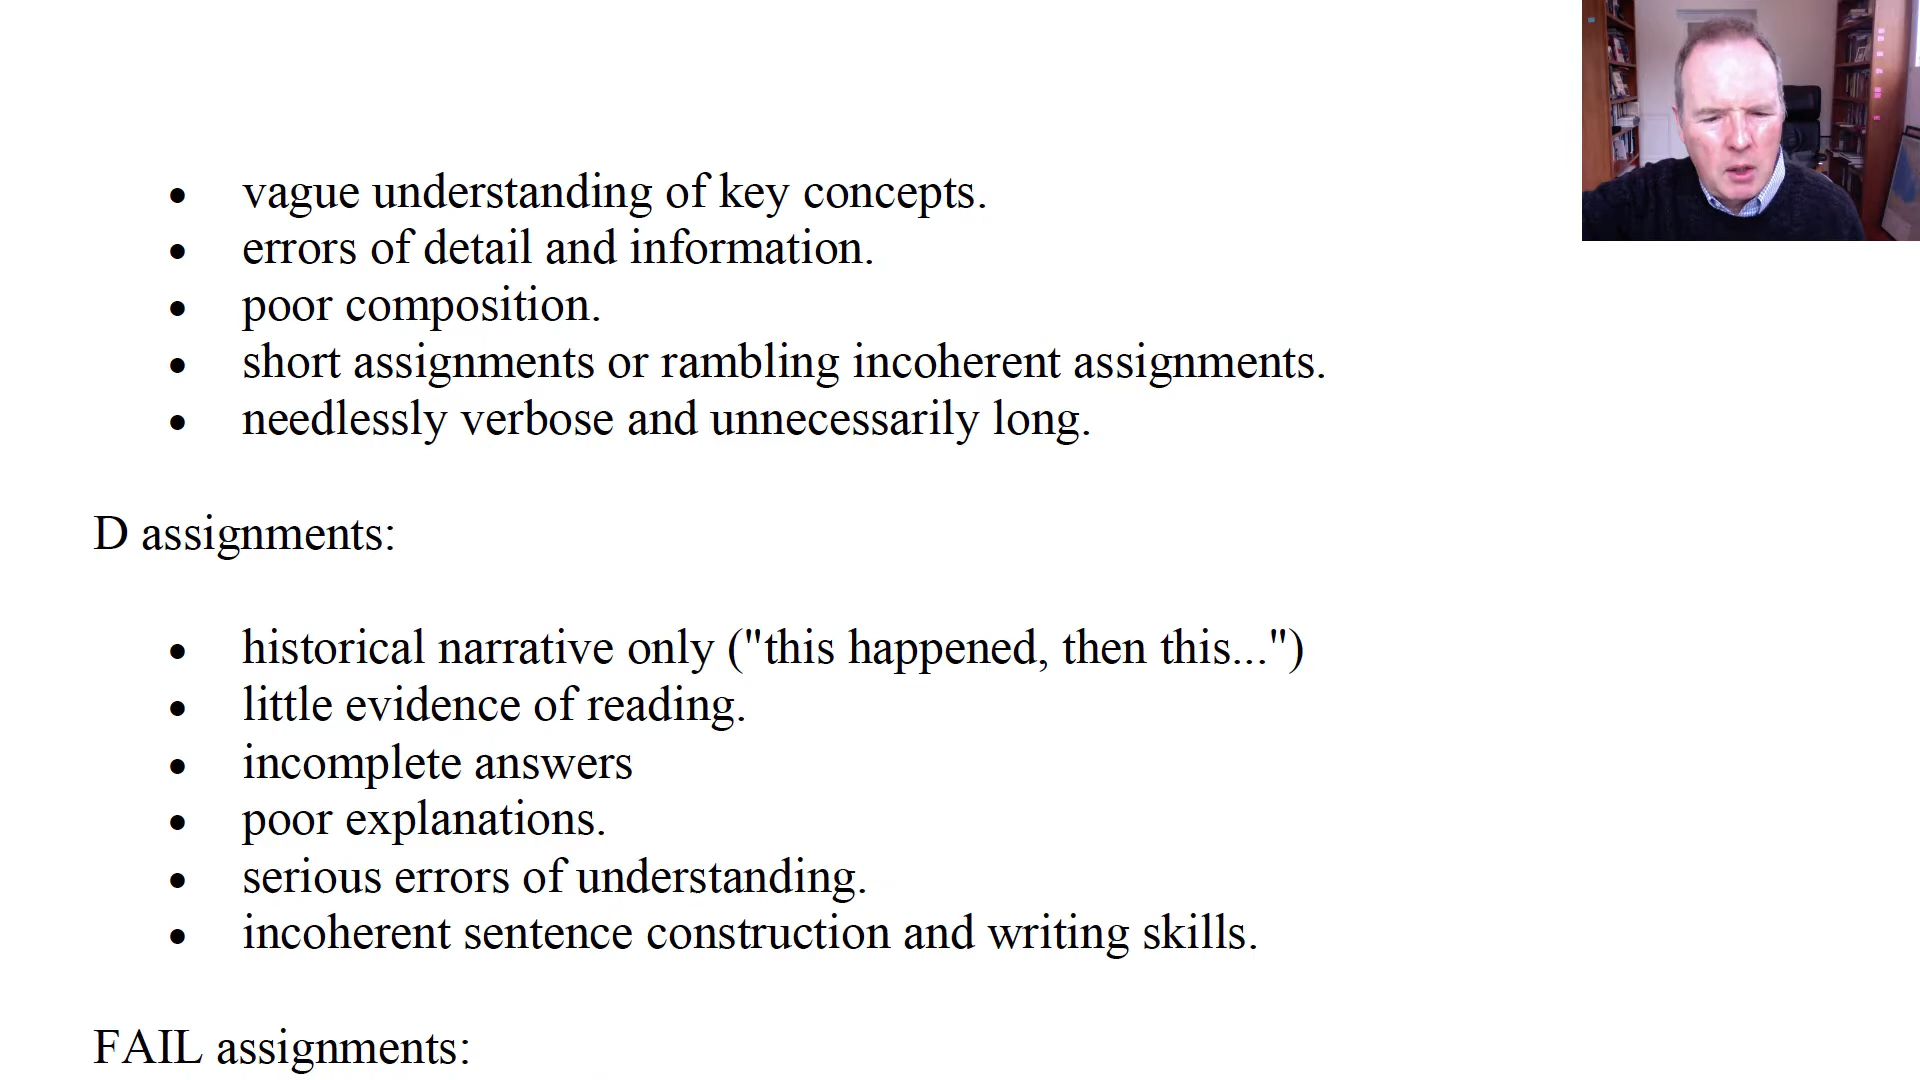 vague understanding of key concepts.
errors of detail and information.
poor composition.
short assignments or rambling incoherent assignments.
needlessly verbose and unnecessarily long.
D assignments:
historical narrative only ("this happened, then this...")
little evidence of reading.
incomplete answers
poor explanations.
serious errors of understanding.
incoherent sentence construction and writing skills.
FAIL assignments: